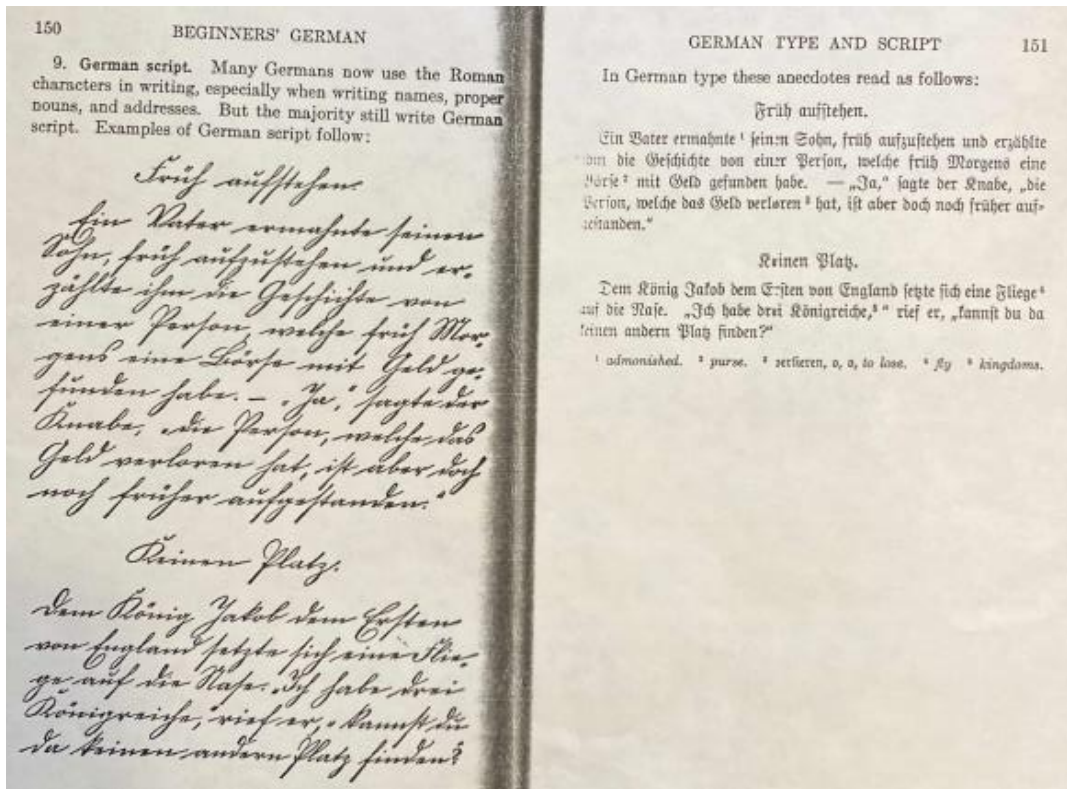 150
BEGINNERS' GERMAN
9. German script. Many Germans now use the Roman
characters in writing, especially when writing names, proper
nouns, and addresses. But the majority still write German
script. Examples of German script follow:
Früh aufstehen.
Ein Vater ermahnte seinen
Sohn, früh aufzustehen und er-
zählte ihm die Geschichte von
einer Person, welche früh Mor-
gens eine Börse mit Geld ge-
funden habe. — „Ja,“ sagte der
Knabe, „die Person, welche das
Geld verloren hat, ist aber doch
noch früher aufgestanden.“
Keinen Platz.
Dem König Jakob dem Ersten
von England setzte sich eine Flie-
ge auf die Nase. „Ich habe drei
Königreiche,“ rief er, „kannst du
da keinen andern Platz finden?“
GERMAN TYPE AND SCRIPT
151
In German type these anecdotes read as follows:
Früh aufstehen.
Ein Vater ermahnte ¹ seinen Sohn, früh aufzustehen und erzählte
ihm die Geschichte von einer Person, welche früh Morgens eine
Börse ² mit Geld gefunden habe. — „Ja,“ sagte der Knabe, „die
Person, welche das Geld verloren ³ hat, ist aber doch noch früher auf-
gestanden.“
Keinen Platz.
Dem König Jakob dem Ersten von England setzte sich eine Fliege ⁴
auf die Nase. „Ich habe drei Königreiche,⁵“ rief er, „kannst du da
keinen andern Platz finden?“
¹ admonished. ² purse. ³ verlieren, o, o, to lose. ⁴ fly ⁵ kingdoms.